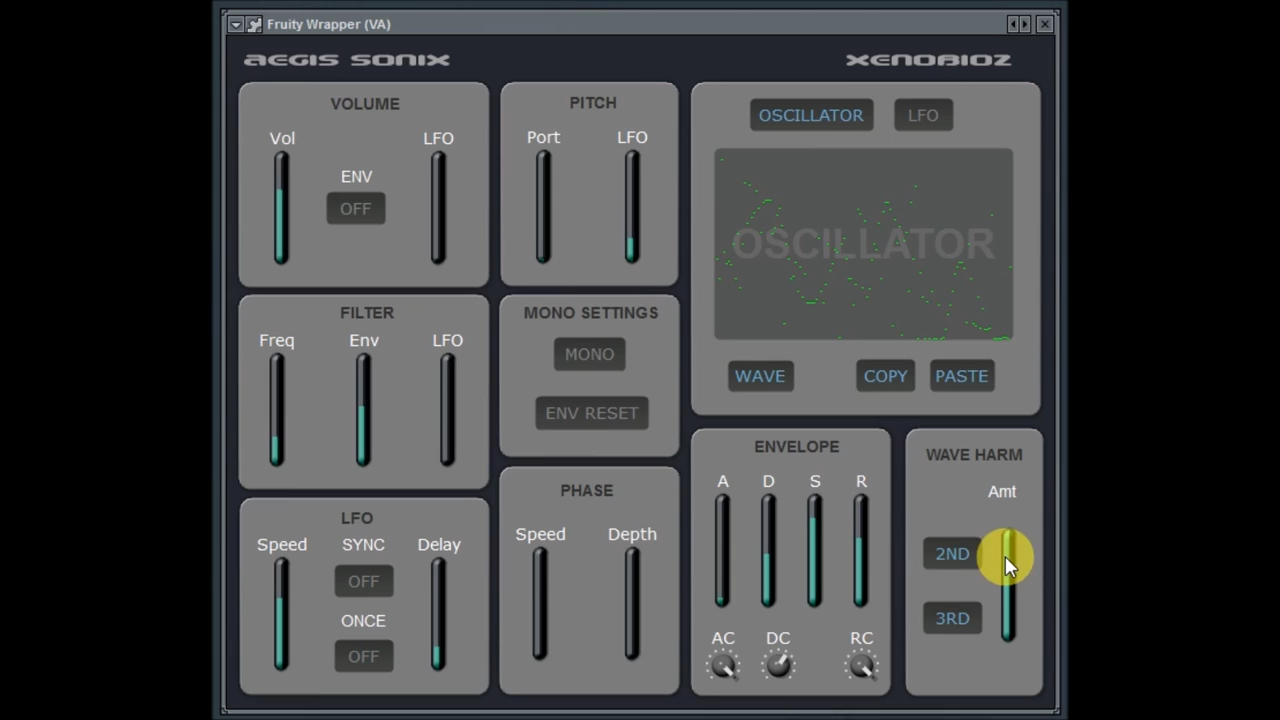 Fruity Wrapper (VA)
AEGIS SONIX
XENOBIOZ
VOLUME
Vol
LFO
ENV
OFF
PITCH
Port
LFO
OSCILLATOR
LFO
OSCILLATOR
WAVE
COPY
PASTE
FILTER
Freq
Env
LFO
MONO SETTINGS
MONO
ENV RESET
LFO
Speed
SYNC
Delay
OFF
ONCE
OFF
PHASE
Speed
Depth
ENVELOPE
A
D
S
R
AC
DC
RC
WAVE HARM
Amt
2ND
3RD